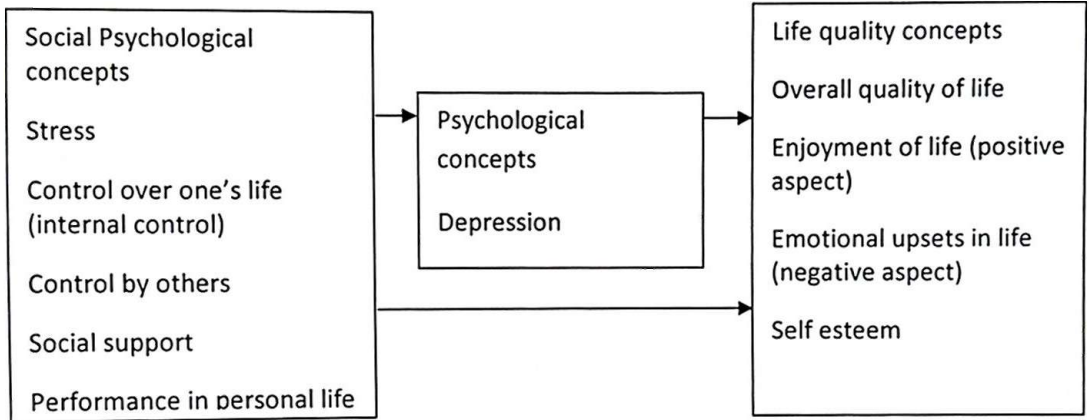 Social Psychological
concepts
Stress
Control over one's life
(internal control)
Control by others
Social support
Performance in personal life
Psychological
concepts
Depression
Life quality concepts
Overall quality of life
Enjoyment of life (positive
aspect)
Emotional upsets in life
(negative aspect)
Self esteem